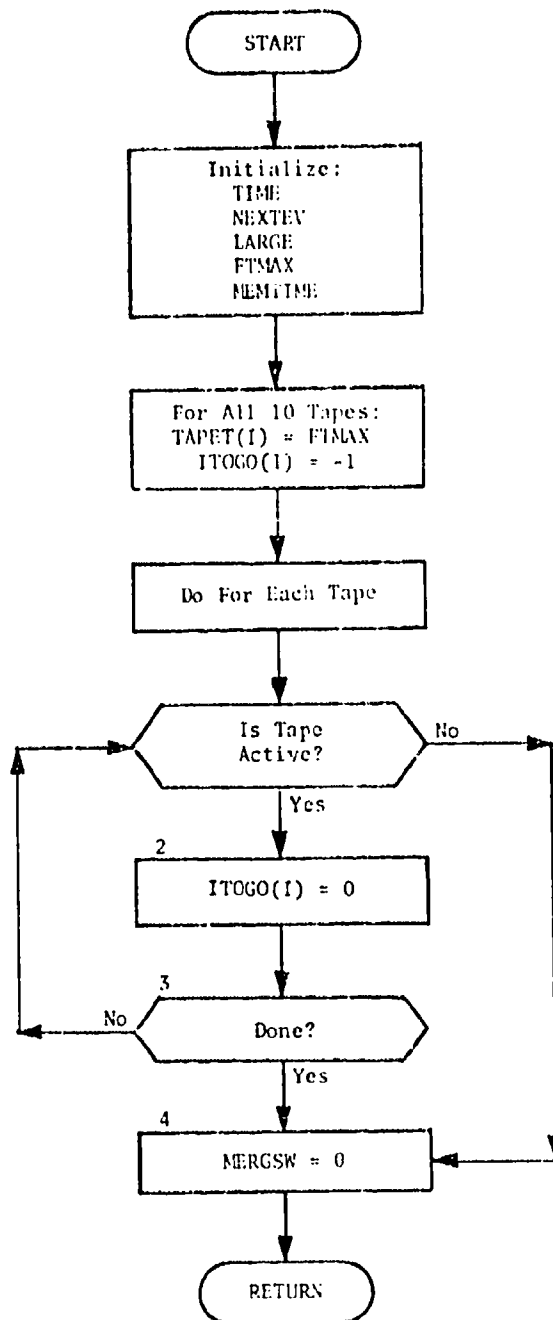 START
Initialize:
TIME
NEXTEV
LARGE
FTMAX
MEMTIME
For All 10 Tapes:
TAPET(I) = FTMAX
ITOGO(I) = -1
Do For Each Tape
Is Tape
Active?
No
Yes
2
ITOGO(I) = 0
3
No
Done?
Yes
4
MERGSW = 0
RETURN